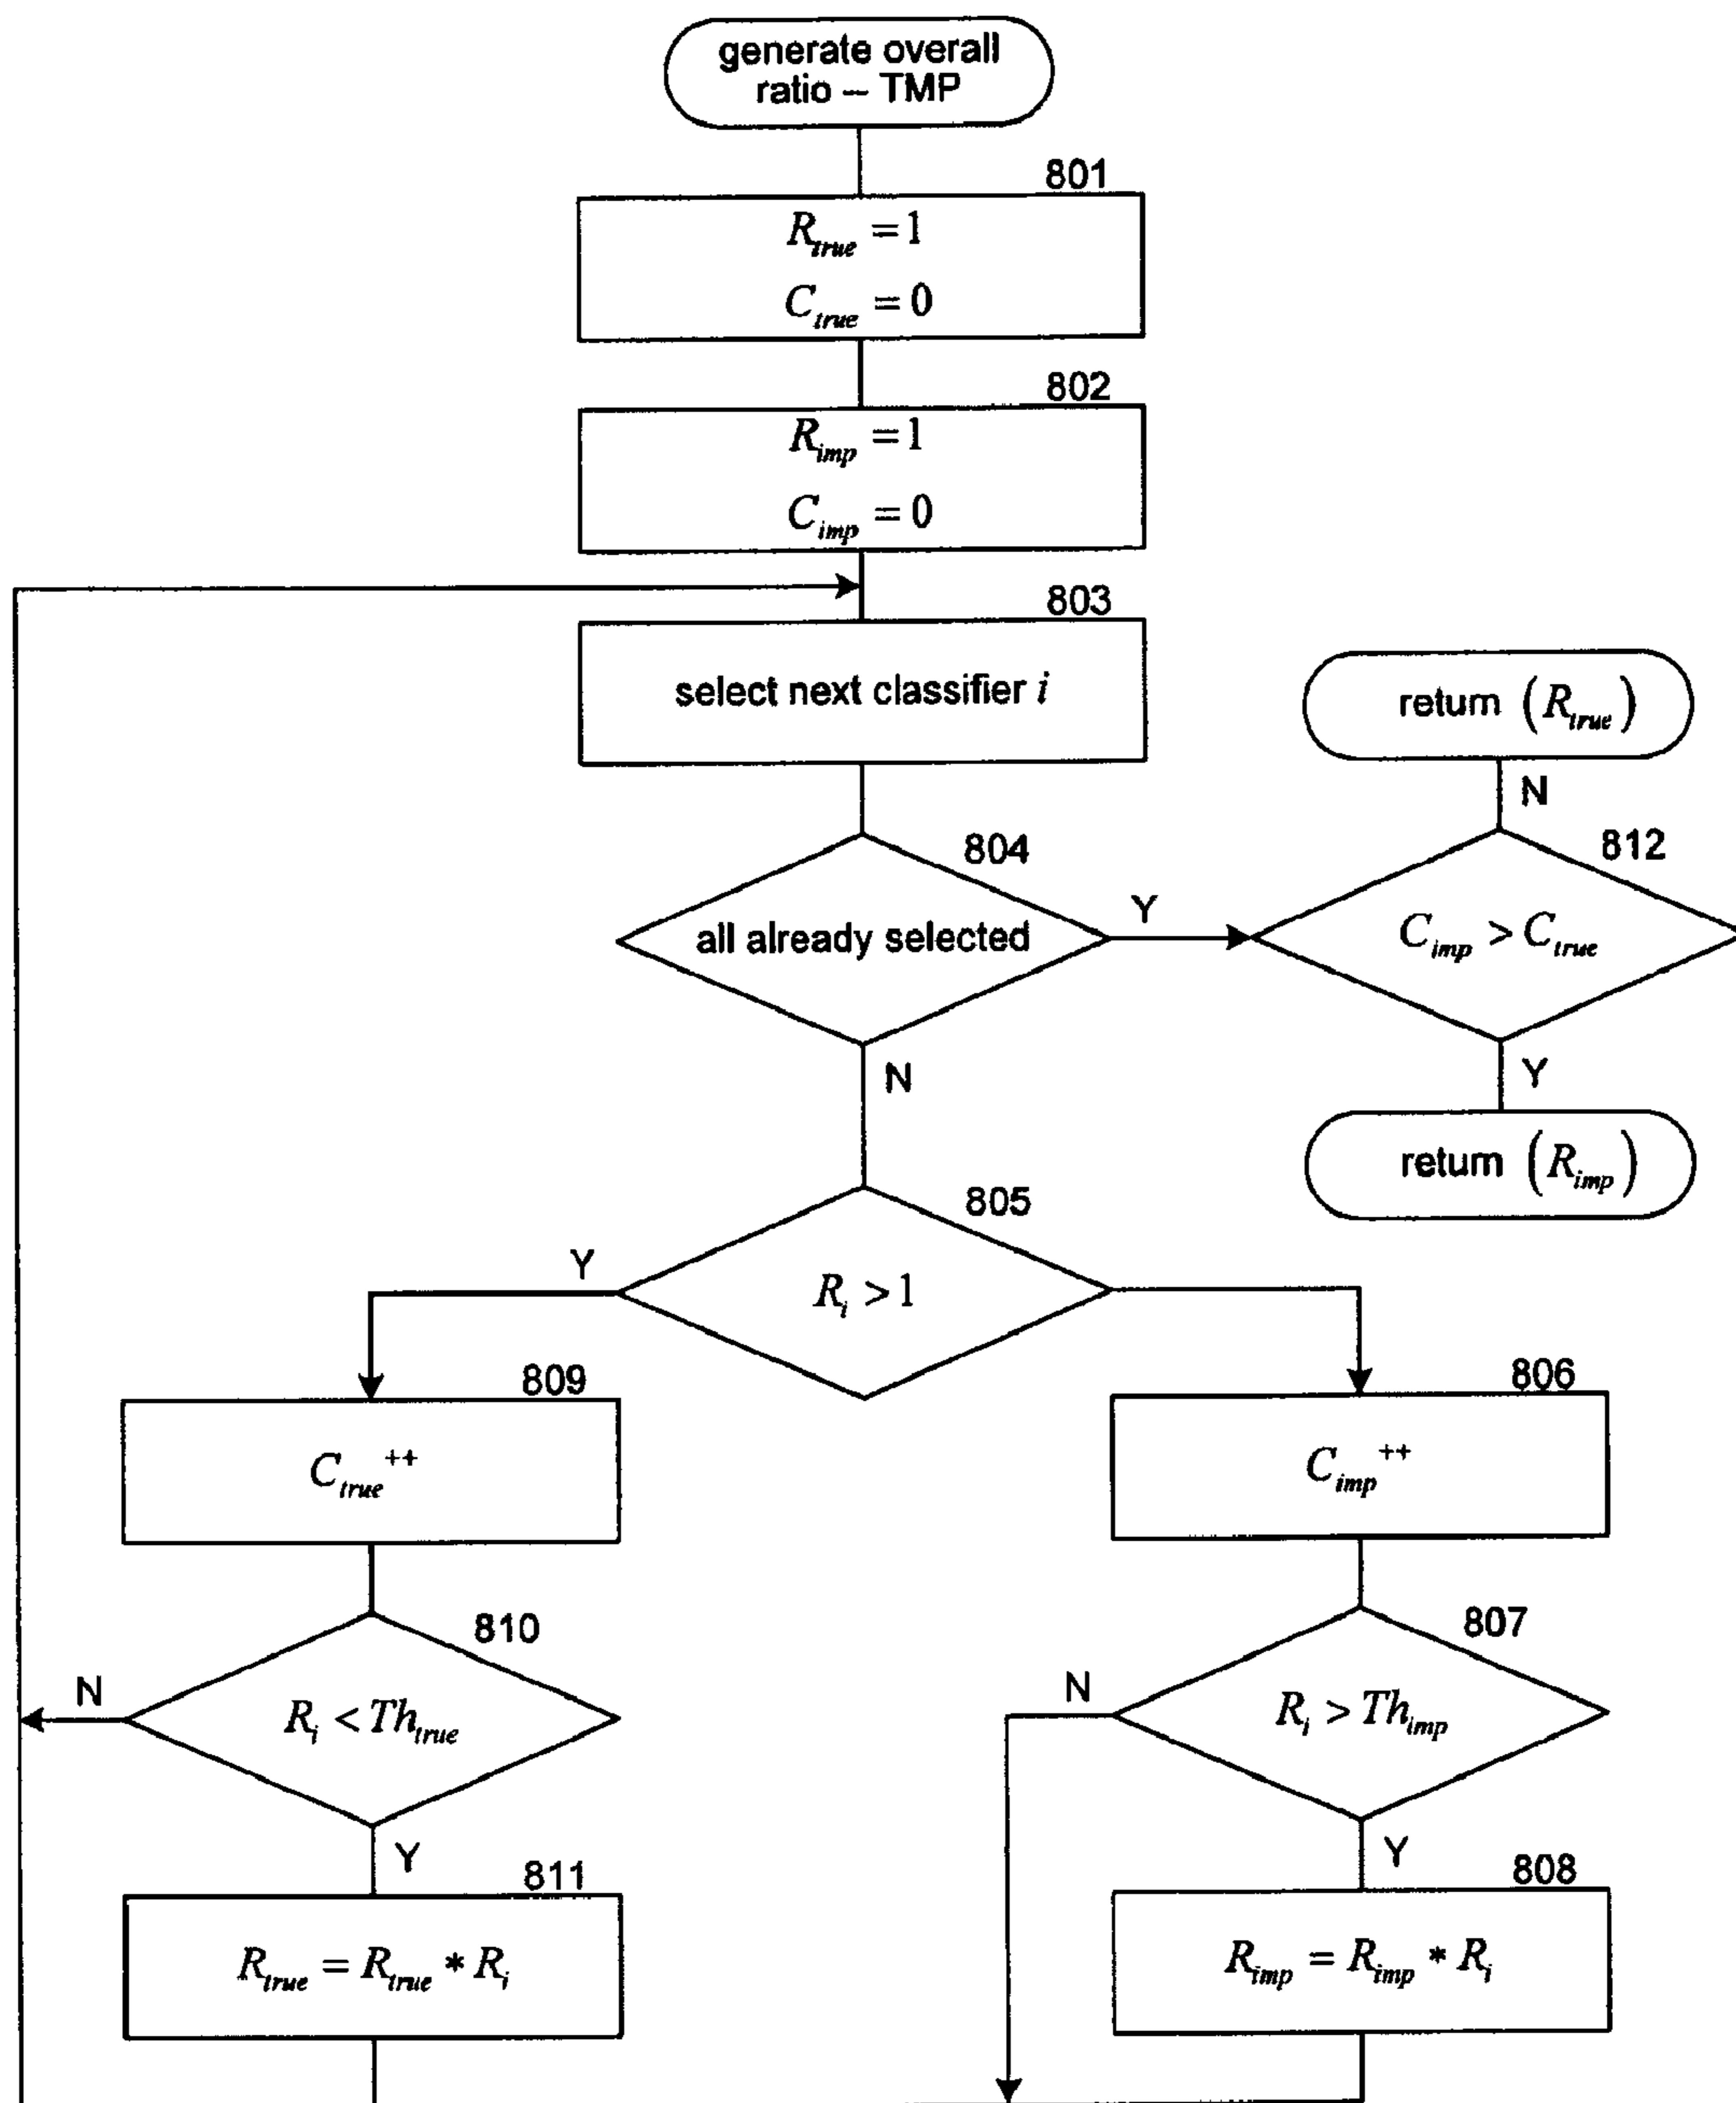 generate overall
ratio – TMP
801
R_true = 1
C_true = 0
802
R_imp = 1
C_imp = 0
803
select next classifier i
return (R_true)
N
804
812
all already selected
Y
C_imp > C_true
N
Y
return (R_imp)
805
Y
R_i > 1
809
806
C_true ++
C_imp ++
810
807
N
R_i < Th_true
N
R_i > Th_imp
Y
Y
811
808
R_true = R_true * R_i
R_imp = R_imp * R_i